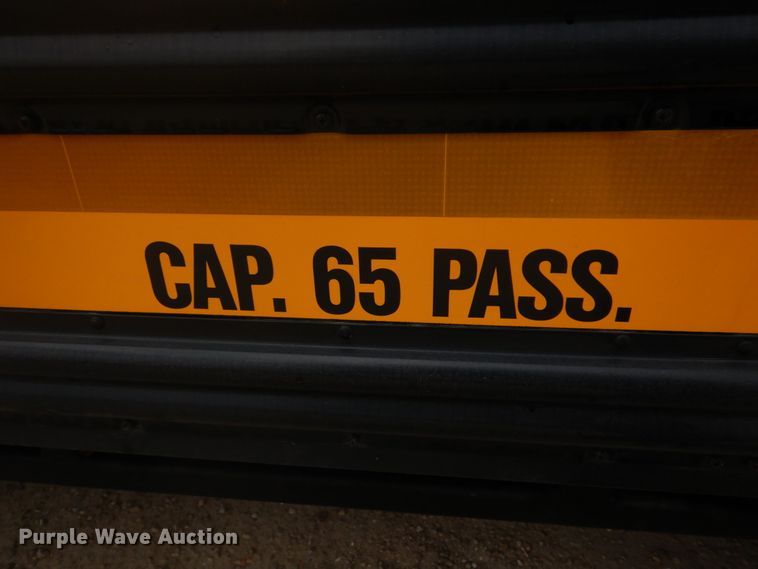 CAP. 65 PASS.
Purple Wave Auction